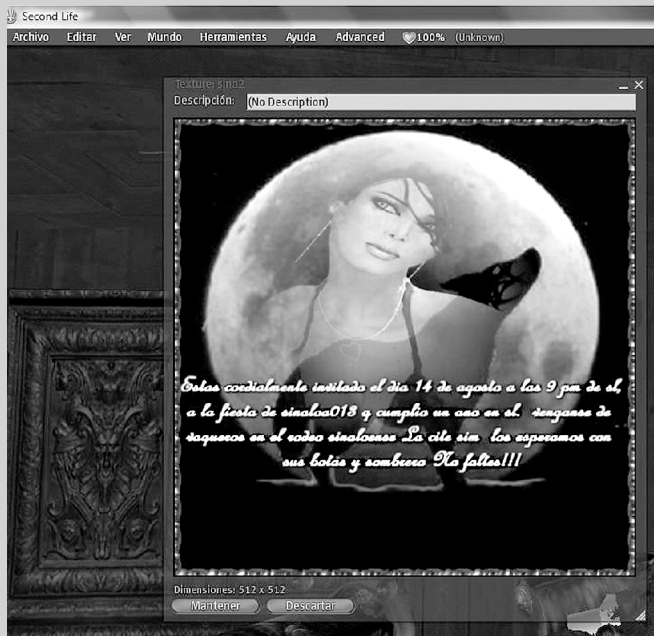 Second Life
Archivo Editar Ver Mundo Herramientas Ayuda Advanced 100% (Unknown)
Texture: sina2
Descripción: (No Description)
Estas cordialmente invitado el dia 14 de agosto a las 9 pm de sl,
a la fiesta de sinaloa013 q cumplio un ano en sl. venganse de
vaqueros en el rodeo sinaloense La cite sim los esperamos con
sus botas y sombrero No faltes!!!
Dimensiones: 512 x 512
Mantener Descartar